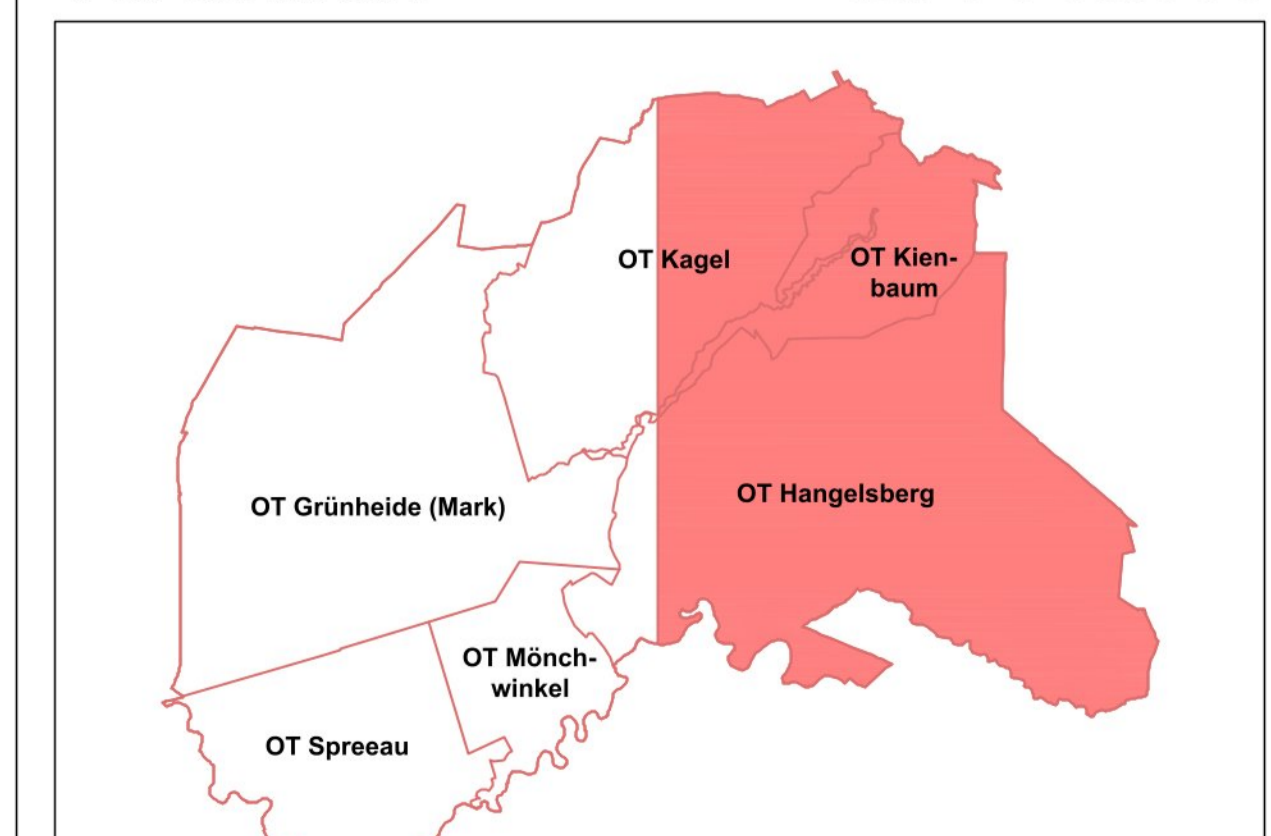 OT Kagel
OT Kien-
baum
OT Hangelsberg
OT Grünheide (Mark)
OT Mönch-
winkel
OT Spreeau